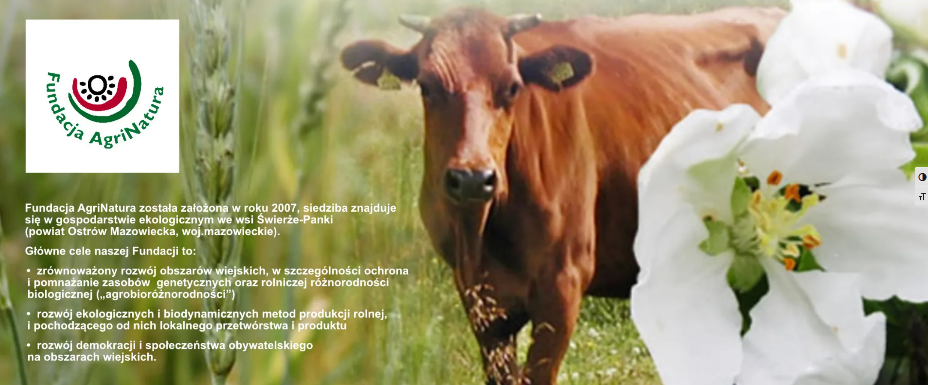 Fundacja AgriNatura
Fundacja AgriNatura została założona w roku 2007, siedziba znajduje
się w gospodarstwie ekologicznym we wsi Świerże-Panki
(powiat Ostrów Mazowiecka, woj.mazowieckie).
Główne cele naszej Fundacji to:
• zrównoważony rozwój obszarów wiejskich, w szczególności ochrona
i pomnażanie zasobów genetycznych oraz rolniczej różnorodności
biologicznej („agrobioróżnorodności”)
• rozwój ekologicznych i biodynamicznych metod produkcji rolnej,
i pochodzącego od nich lokalnego przetwórstwa i produktu
• rozwój demokracji i społeczeństwa obywatelskiego
na obszarach wiejskich.
TT